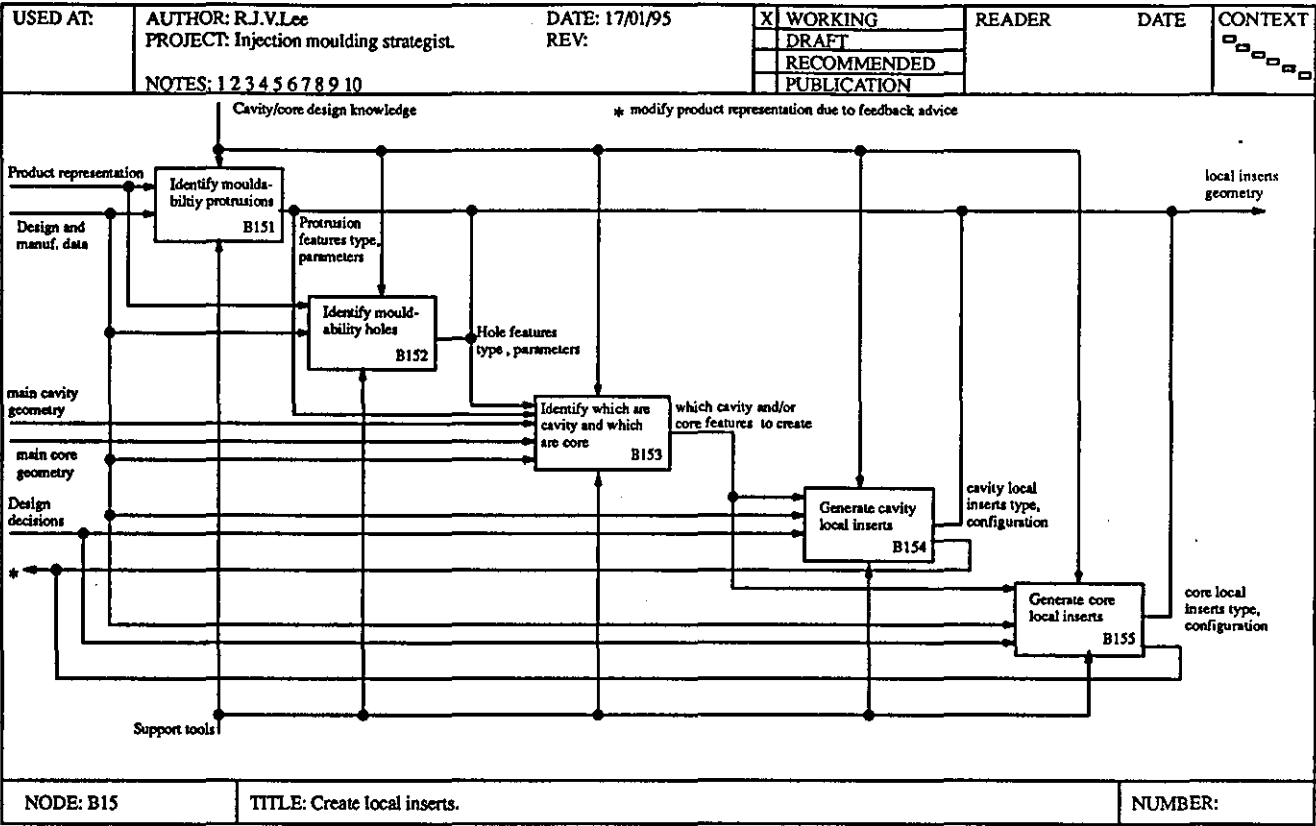 USED AT:
AUTHOR: R.J.V.Lee
DATE: 17/01/95
PROJECT: Injection moulding strategist.
REV:
NOTES: 1 2 3 4 5 6 7 8 9 10
X WORKING
DRAFT
RECOMMENDED
PUBLICATION
READER
DATE
CONTEXT
Cavity/core design knowledge
* modify product representation due to feedback advice
Product representation
Identify moulda-
biltiy protrusions
B151
local inserts
geometry
Design and
manuf. data
Protrusion
features type,
parameters
Identify mould-
ability holes
B152
Hole features
type , parameters
main cavity
geometry
Identify which are
cavity and which
are core
B153
which cavity and/or
core features to create
main core
geometry
Design
decisions
Generate cavity
local inserts
B154
cavity local
inserts type,
configuration
*
Generate core
local inserts
B155
core local
inserts type,
configuration
Support tools
NODE: B15
TITLE: Create local inserts.
NUMBER: